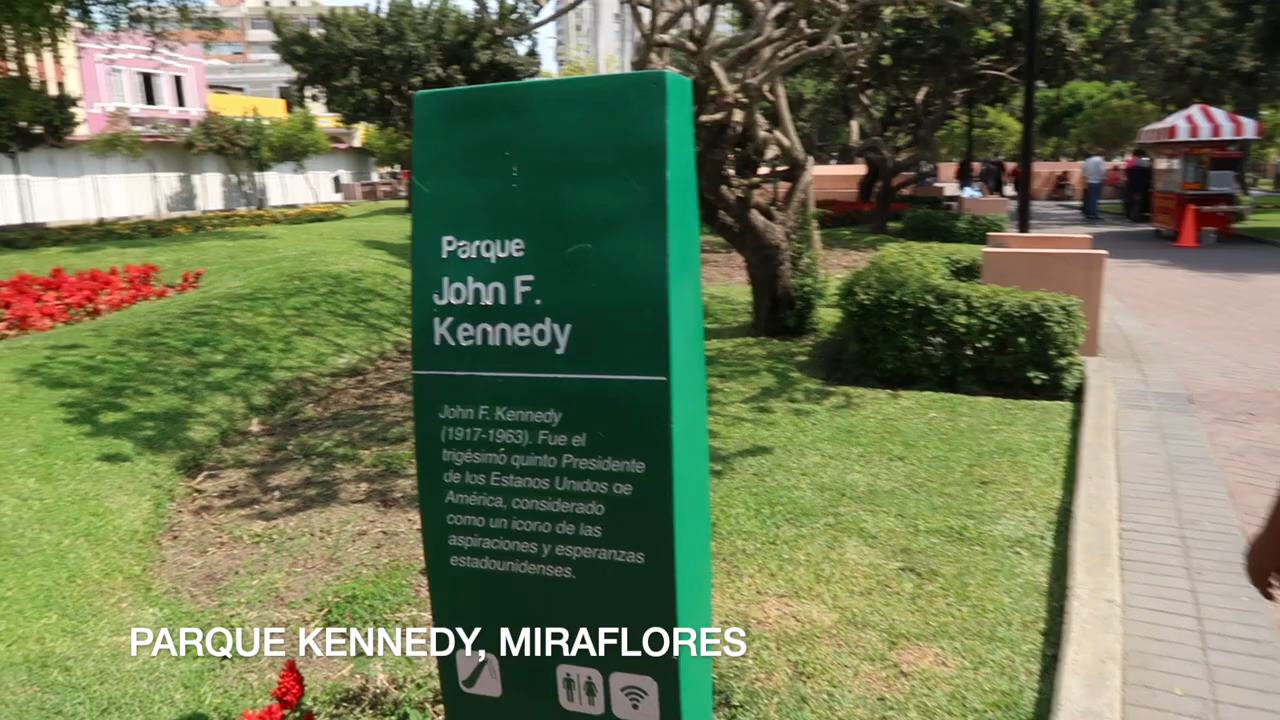 Parque
John F.
Kennedy
John F. Kennedy
(1917-1963). Fue el
trigésimo quinto Presidente
de los Estanos Unidos de
América, considerado
como un icono de las
aspiraciones y esperanzas
estadounidenses.
PARQUE KENNEDY, MIRAFLORES